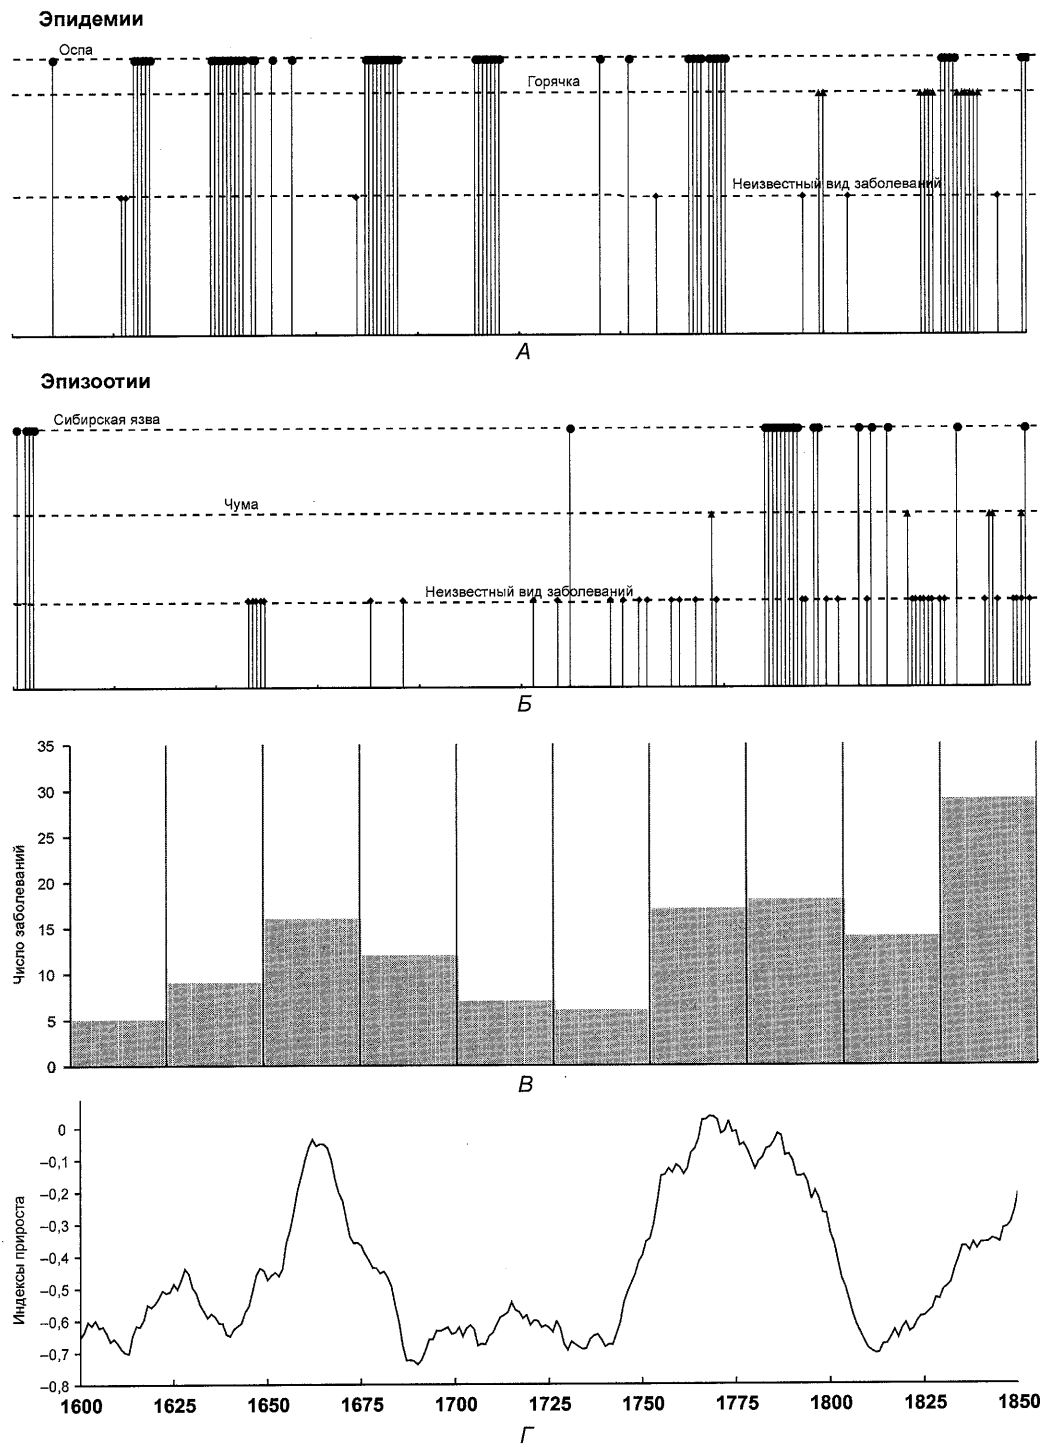 Эпидемии
Оспа
Горячка
Неизвестный вид заболеваний
А
Эпизоотии
Сибирская язва
Чума
Неизвестный вид заболеваний
Б
Число заболеваний
35
30
25
20
15
10
5
0
В
Индексы прироста
0
–0,1
–0,2
–0,3
–0,4
–0,5
–0,6
–0,7
–0,8
1600 1625 1650 1675 1700 1725 1750 1775 1800 1825 1850
Г